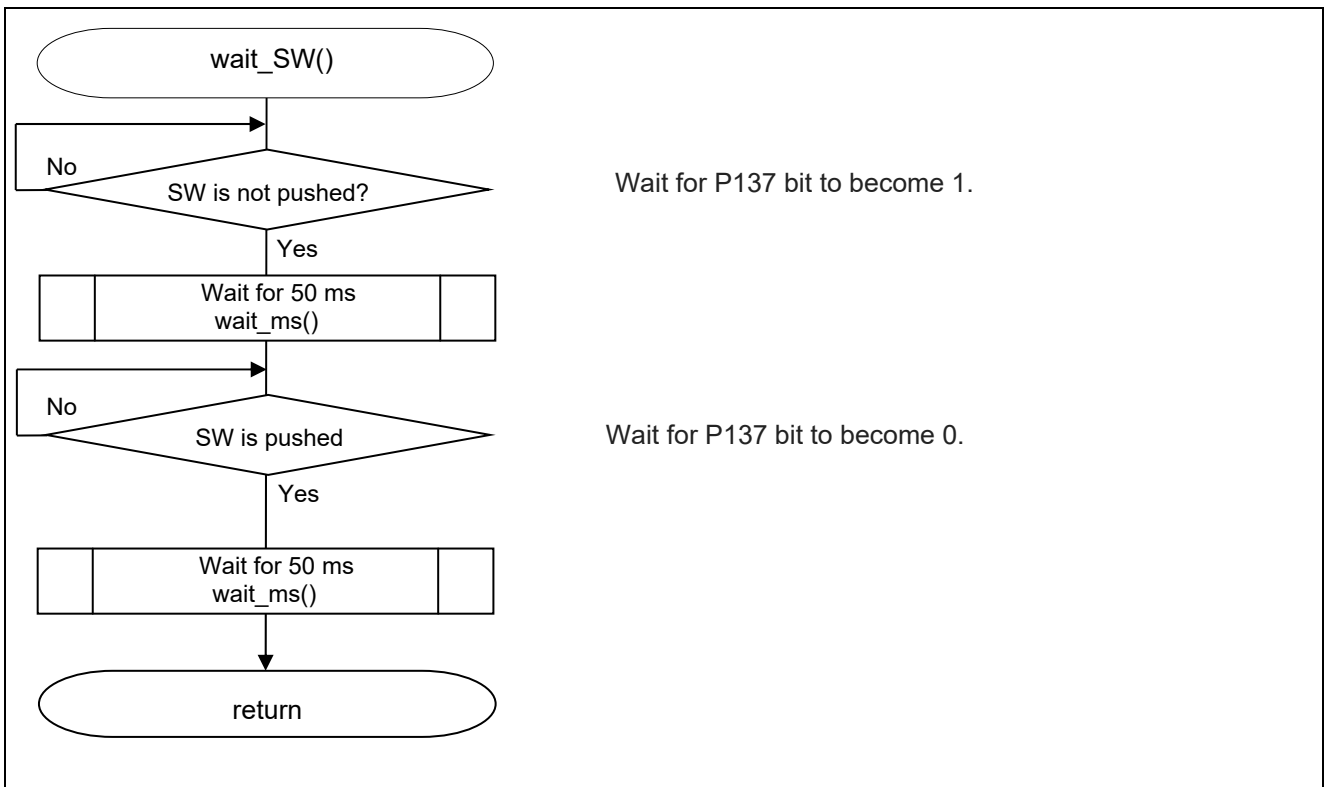 wait_SW()
No
SW is not pushed?
Wait for P137 bit to become 1.
Yes
Wait for 50 ms
wait_ms()
No
SW is pushed
Wait for P137 bit to become 0.
Yes
Wait for 50 ms
wait_ms()
return